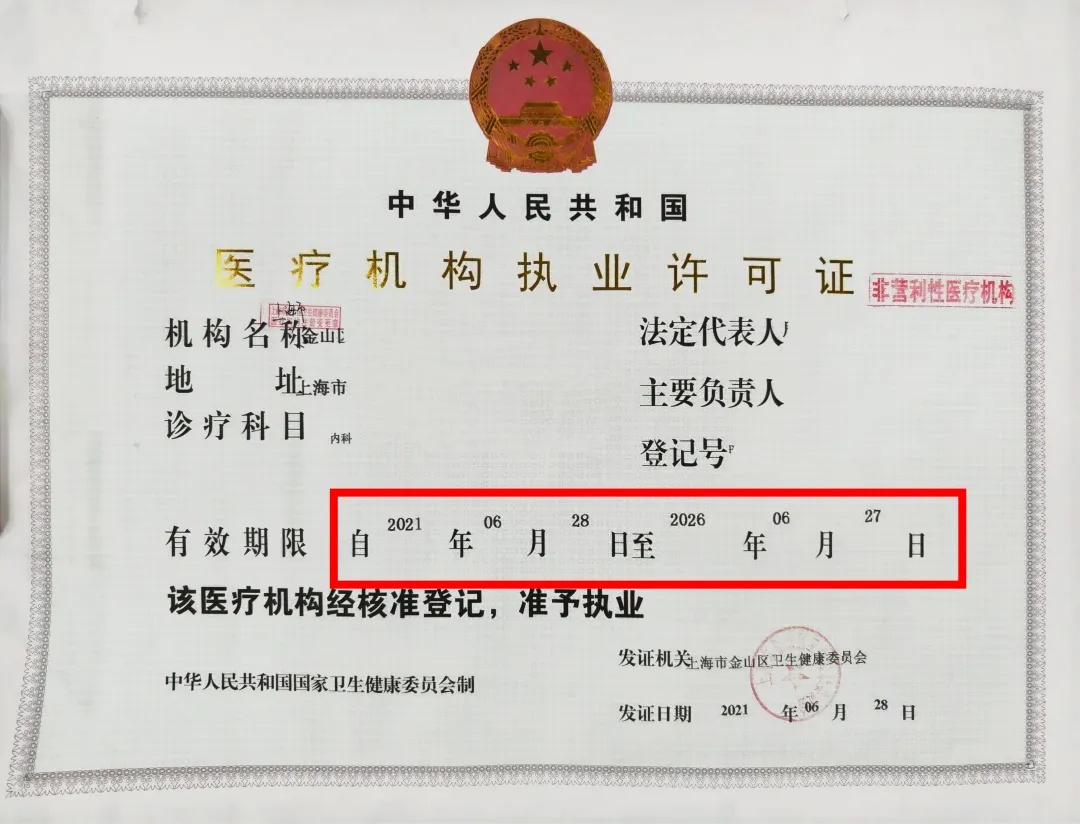 中华人民共和国
医疗机构执业许可证
非营利性医疗机构
机构名称 金山
法定代表人
地址 上海市
主要负责人
诊疗科目 内科
登记号
有效期限 自 2021 年 06 月 28 日至 2026 年 06 月 27 日
该医疗机构经核准登记，准予执业
发证机关 上海市金山区卫生健康委员会
中华人民共和国国家卫生健康委员会制
发证日期 2021 年 06 月 28 日